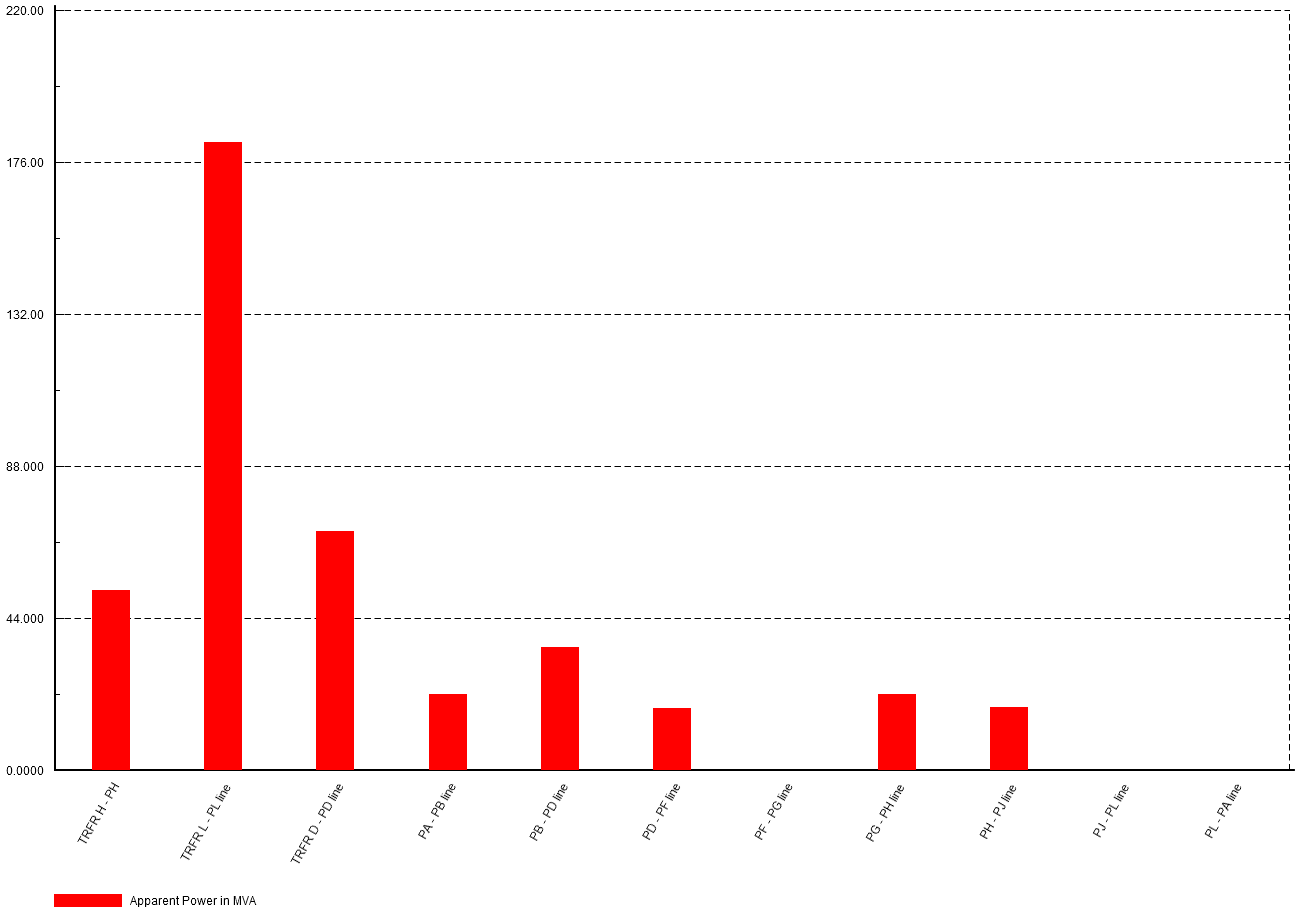 220.00
176.00
132.00
88.000
44.000
0.0000
TRFR H - PH
TRFR L - PL line
TRFR D - PD line
PA - PB line
PB - PD line
PD - PF line
PF - PG line
PG - PH line
PH - PJ line
PJ - PL line
PL - PA line
Apparent Power in MVA